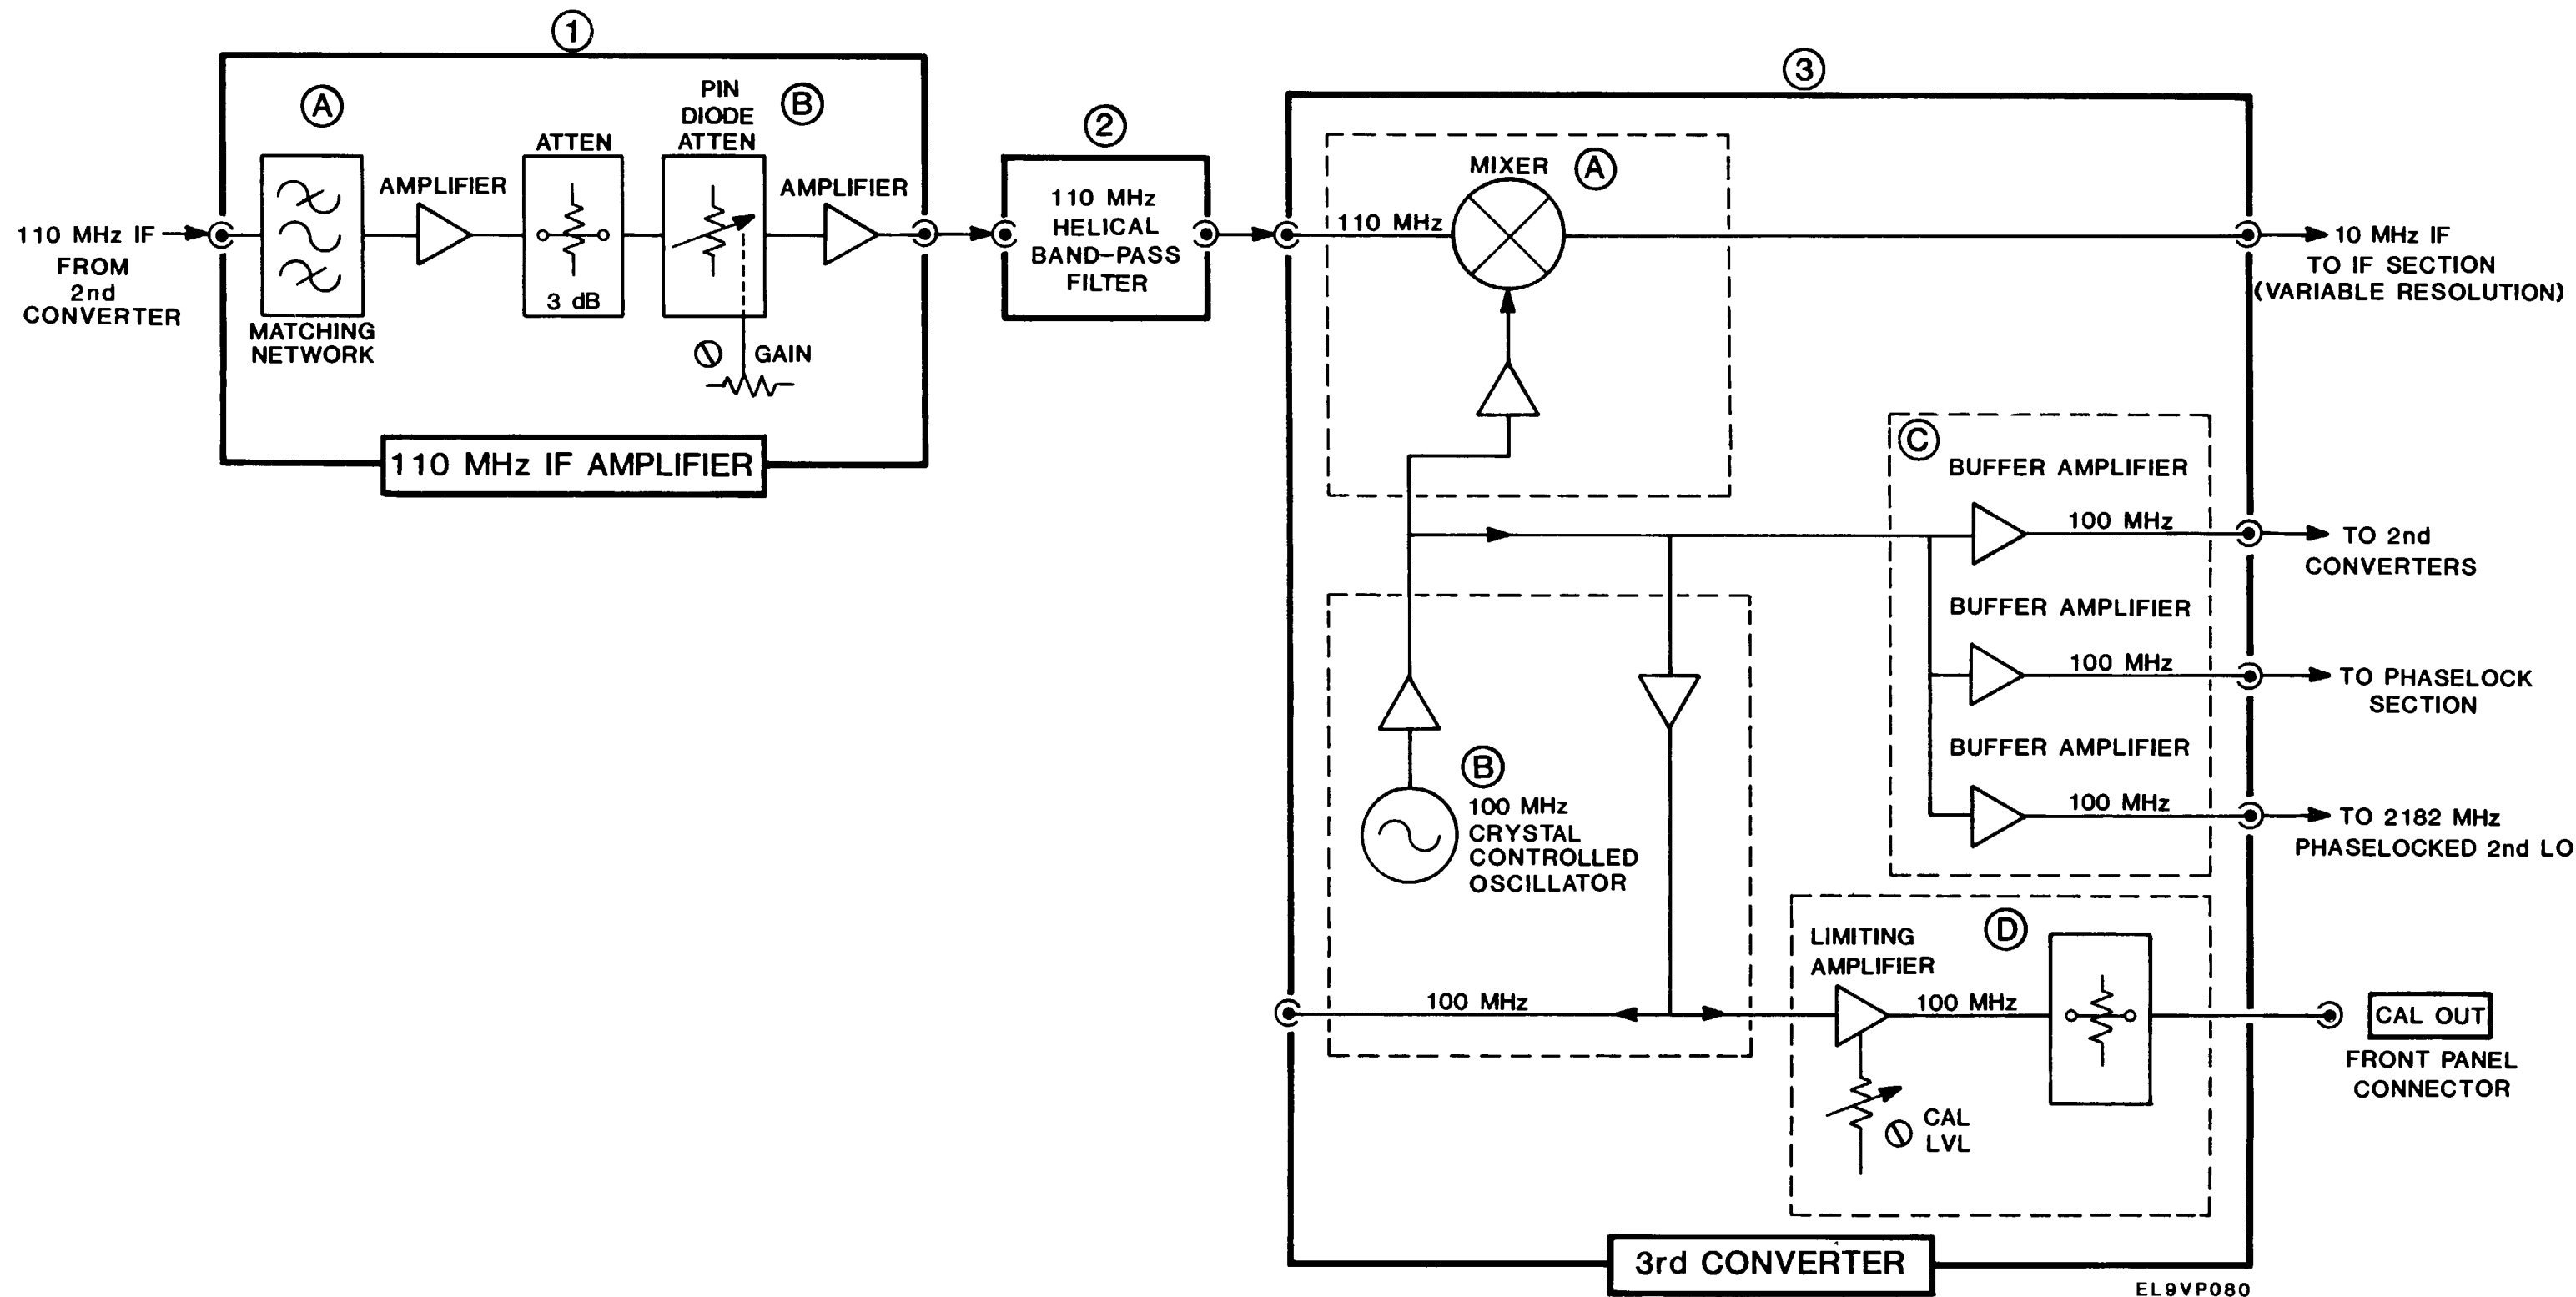 1
A
PIN
DIODE
ATTEN
B
ATTEN
AMPLIFIER
AMPLIFIER
3 dB
110 MHz IF
FROM
2nd
CONVERTER
MATCHING
NETWORK
GAIN
110 MHz IF AMPLIFIER
2
110 MHz
HELICAL
BAND-PASS
FILTER
3
MIXER
A
110 MHz
10 MHz IF
TO IF SECTION
(VARIABLE RESOLUTION)
C
BUFFER AMPLIFIER
100 MHz
TO 2nd
CONVERTERS
BUFFER AMPLIFIER
100 MHz
TO PHASELOCK
SECTION
BUFFER AMPLIFIER
100 MHz
TO 2182 MHz
PHASELOCKED 2nd LO
B
100 MHz
CRYSTAL
CONTROLLED
OSCILLATOR
100 MHz
LIMITING
AMPLIFIER
D
100 MHz
CAL
LVL
CAL OUT
FRONT PANEL
CONNECTOR
3rd CONVERTER
EL9VP080